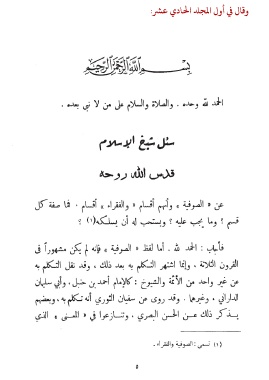 وقال في أول المجلد الحادي عشر:
بِسْمِ اللَّهِ الرَّحْمَنِ الرَّحِيمِ
الحمد لله وحده . والصلاة والسلام على من لا نبي بعده .
سئل شيخ الإسلام
قدس الله روحه
عن « الصوفية » وأنهم أقسام « والفقراء » أقسام . فما صفة كل
قسم ؟ وما يجب عليه ؟ ويستحب له أن يسلكه(١) ؟
فأجاب : الحمد لله . أما لفظ « الصوفية » فإنه لم يكن مشهوراً في
القرون الثلاثة ، وإنما اشتهر التكلم به بعد ذلك ، وقد نقل التكلم به
عن غير واحد من الأئمة والشيوخ : كالإمام أحمد بن حنبل ، وأبي سليمان
الداراني ، وغيرهما . وقد روي عن سفيان الثوري أنه تكلم به ، وبعضهم
يذكر ذلك عن الحسن البصري ، وتنازعوا في « المعنى » الذي
(١) تسمى : الصوفية والفقراء .
٥